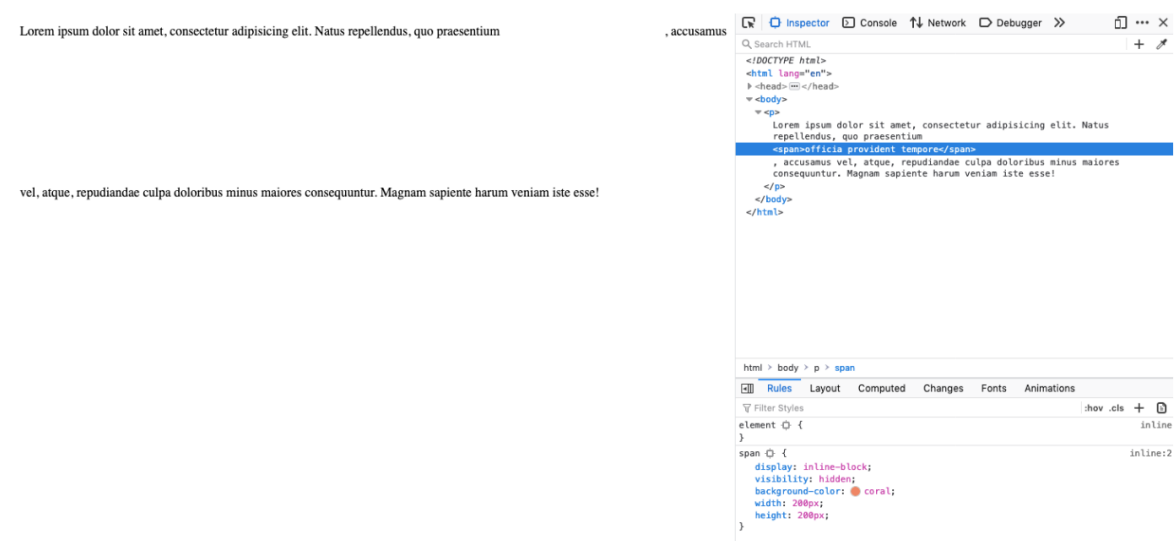 Lorem ipsum dolor sit amet, consectetur adipisicing elit. Natus repellendus, quo praesentium , accusamus
vel, atque, repudiandae culpa doloribus minus maiores consequuntur. Magnam sapiente harum veniam iste esse!
Inspector Console Network Debugger
Search HTML
<!DOCTYPE html>
<html lang="en">
<head> </head>
<body>
<p>
Lorem ipsum dolor sit amet, consectetur adipisicing elit. Natus
repellendus, quo praesentium
<span>officia provident tempore</span>
, accusamus vel, atque, repudiandae culpa doloribus minus maiores
consequuntur. Magnam sapiente harum veniam iste esse!
</p>
</body>
</html>
html > body > p > span
Rules Layout Computed Changes Fonts Animations
Filter Styles :hov .cls +
element { inline
}
span { inline:2
display: inline-block;
visibility: hidden;
background-color: coral;
width: 200px;
height: 200px;
}